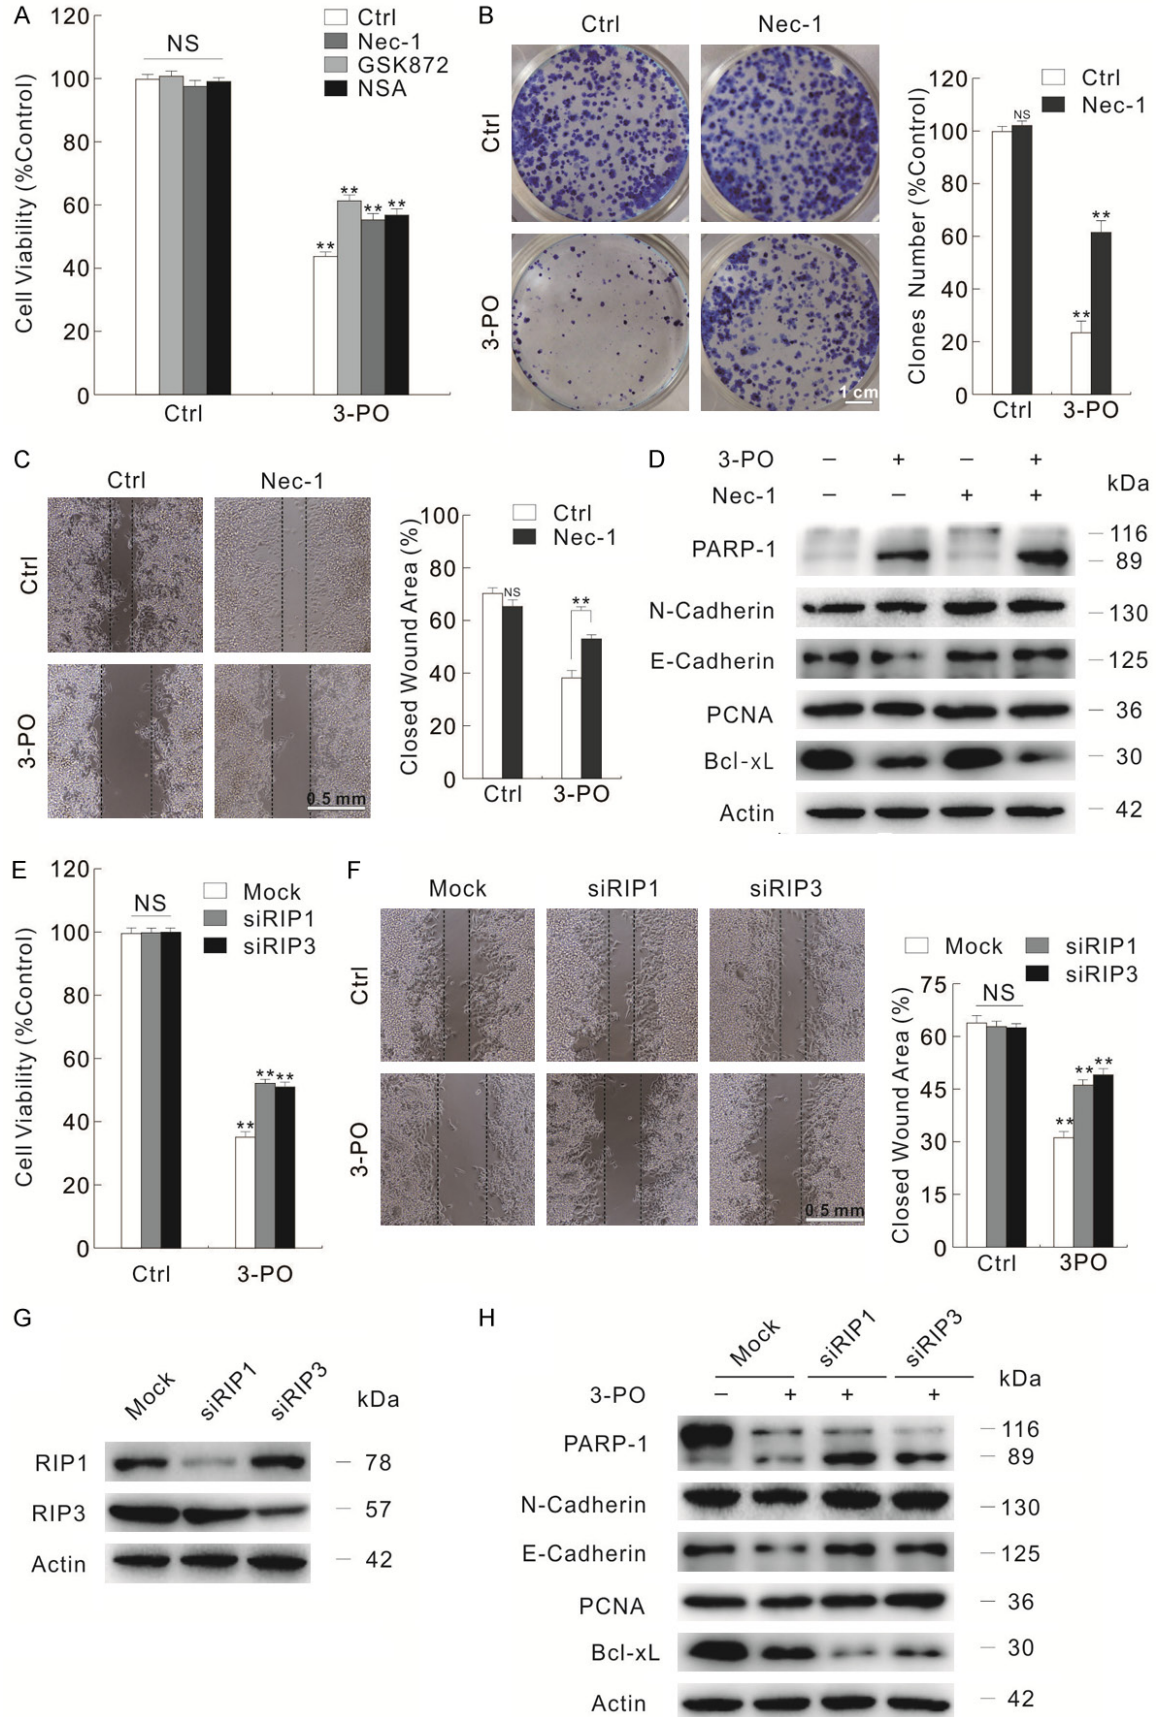 A
Cell Viability (%Control)
120
100
80
60
40
20
0
NS
Ctrl
Nec-1
GSK872
NSA
**
**
**
**
Ctrl
3-PO
B
Ctrl
Nec-1
Ctrl
3-PO
1 cm
Clones Number (%Control)
120
100
80
60
40
20
0
Ctrl
Nec-1
NS
**
**
Ctrl
3-PO
C
Ctrl
Nec-1
Ctrl
3-PO
0.5 mm
Closed Wound Area (%)
100
80
60
40
20
0
Ctrl
Nec-1
NS
**
Ctrl
3-PO
D
3-PO − + − +
Nec-1 − − + +
kDa
PARP-1
116
89
N-Cadherin 130
E-Cadherin 125
PCNA 36
Bcl-xL 30
Actin 42
E
Cell Viability (%Control)
120
100
80
60
40
20
0
NS
Mock
siRIP1
siRIP3
**
**
**
Ctrl
3-PO
F
Mock
siRIP1
siRIP3
Ctrl
3-PO
0.5 mm
Closed Wound Area (%)
75
60
45
30
15
0
Mock
siRIP1
siRIP3
NS
**
**
**
Ctrl
3PO
G
Mock
siRIP1
siRIP3
kDa
RIP1 78
RIP3 57
Actin 42
H
Mock
siRIP1
siRIP3
3-PO − + + +
kDa
PARP-1
116
89
N-Cadherin 130
E-Cadherin 125
PCNA 36
Bcl-xL 30
Actin 42